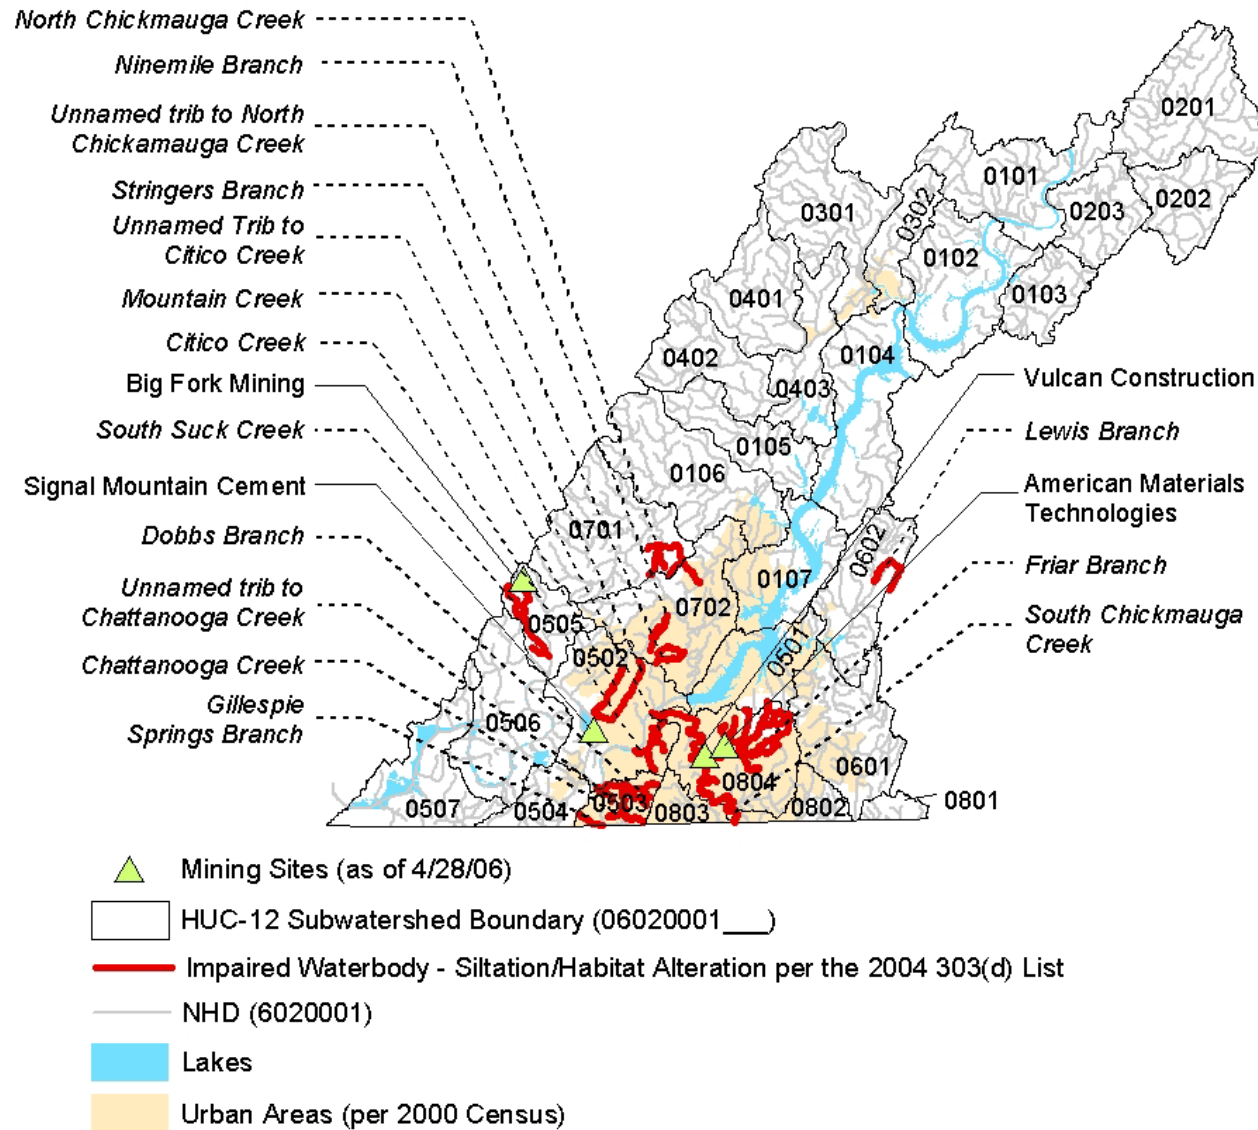 North Chickmauga Creek
Ninemile Branch
Unnamed trib to North
Chickamauga Creek
Stringers Branch
Unnamed Trib to
Citico Creek
Mountain Creek
Citico Creek
Big Fork Mining
South Suck Creek
Signal Mountain Cement
Dobbs Branch
Unnamed trib to
Chattanooga Creek
Chattanooga Creek
Gillespie
Springs Branch
0201
0101
0202
0203
0301
0302
0102
0103
0401
0402
0104
0403
0105
0106
0701
0602
0107
0702
0505
0502
0501
0506
0507
0504
0503
0803
0804
0802
0601
0801
Vulcan Construction
Lewis Branch
American Materials
Technologies
Friar Branch
South Chickmauga
Creek
Mining Sites (as of 4/28/06)
HUC-12 Subwatershed Boundary (06020001___)
Impaired Waterbody - Siltation/Habitat Alteration per the 2004 303(d) List
NHD (6020001)
Lakes
Urban Areas (per 2000 Census)